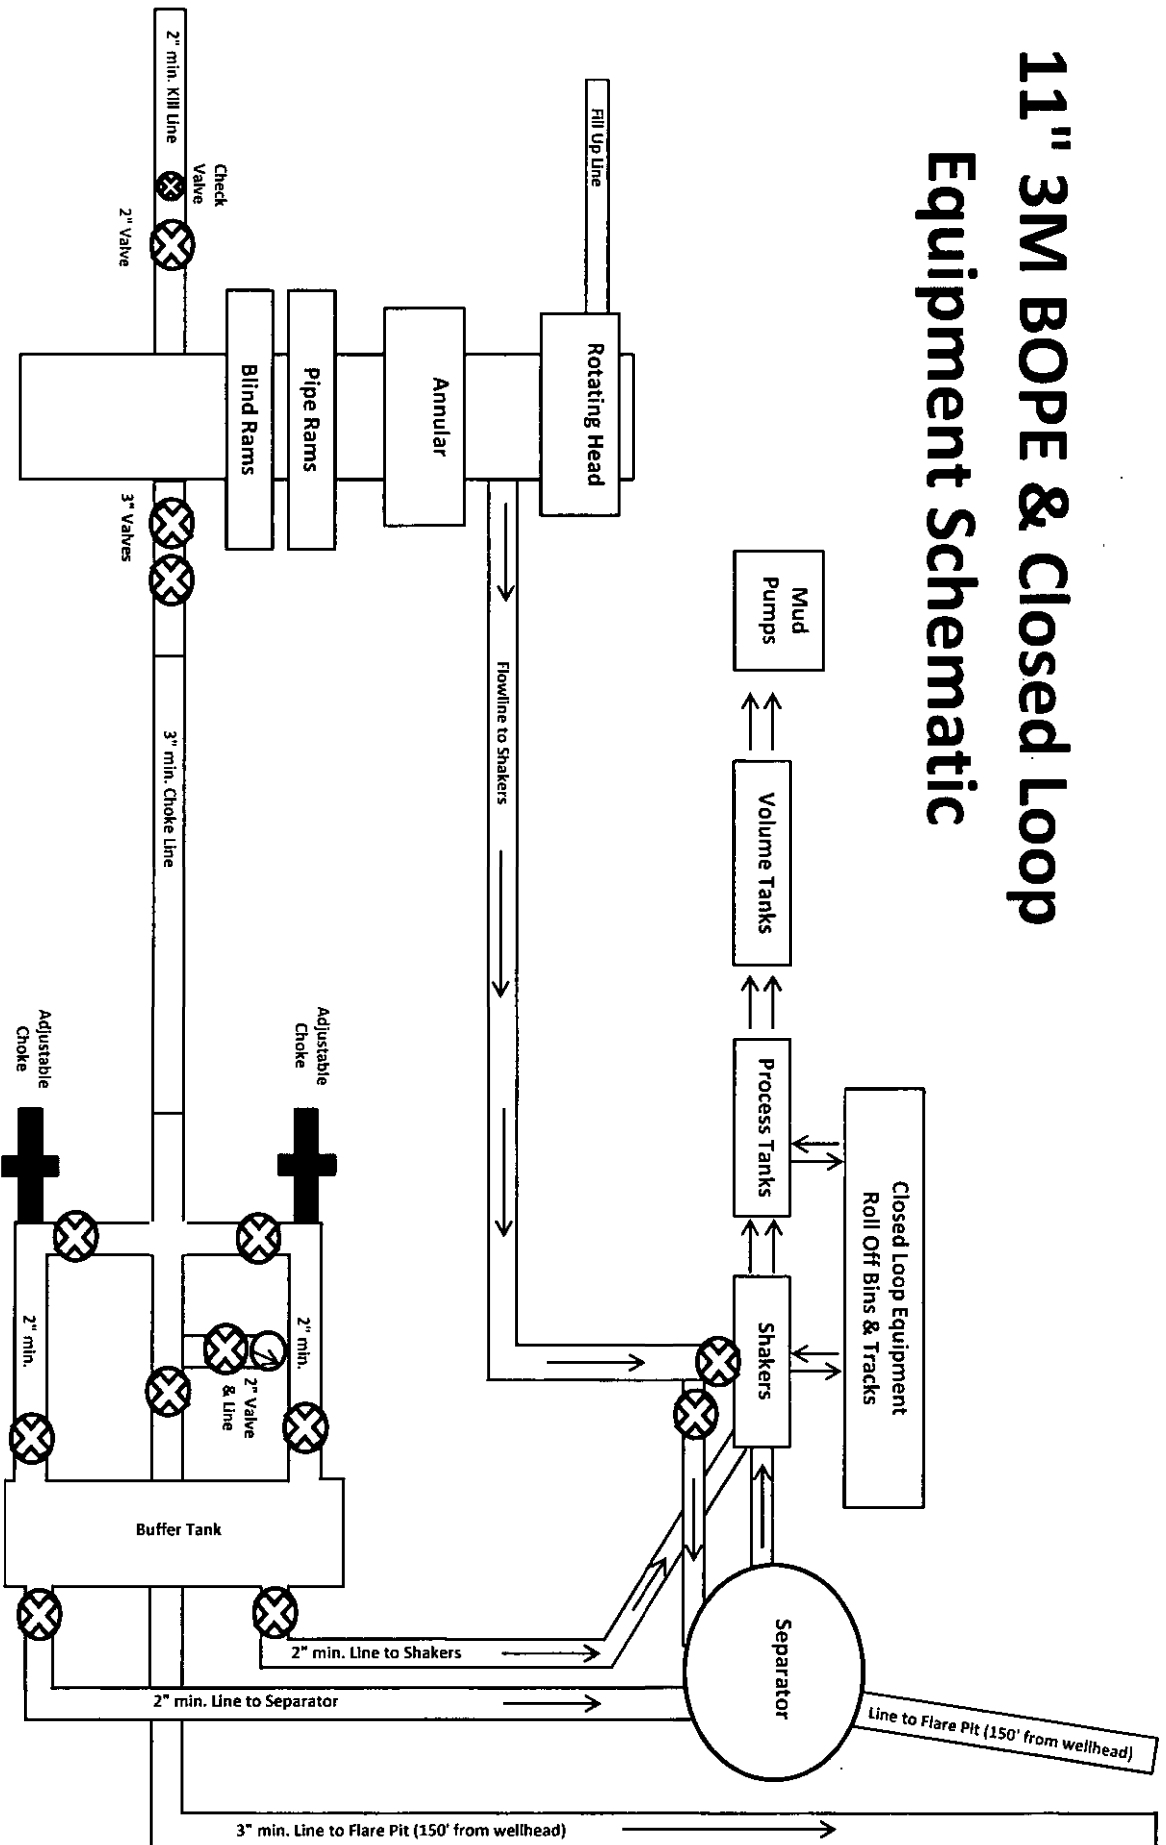 11" 3M BOPE & Closed Loop
Equipment Schematic
Closed Loop Equipment
Roll Off Bins & Tracks
Mud
Pumps
Volume Tanks
Process Tanks
Shakers
Separator
Line to Flare Pit (150' from wellhead)
Fill Up Line
Rotating Head
Flowline to Shakers
Annular
Pipe Rams
Blind Rams
Check
Valve
2" min. Kill Line
2" Valve
3" Valves
3" min. Choke Line
Adjustable
Choke
Adjustable
Choke
2" min.
2" Valve
& Line
2" min.
Buffer Tank
2" min. Line to Shakers
2" min. Line to Separator
3" min. Line to Flare Pit (150' from wellhead)